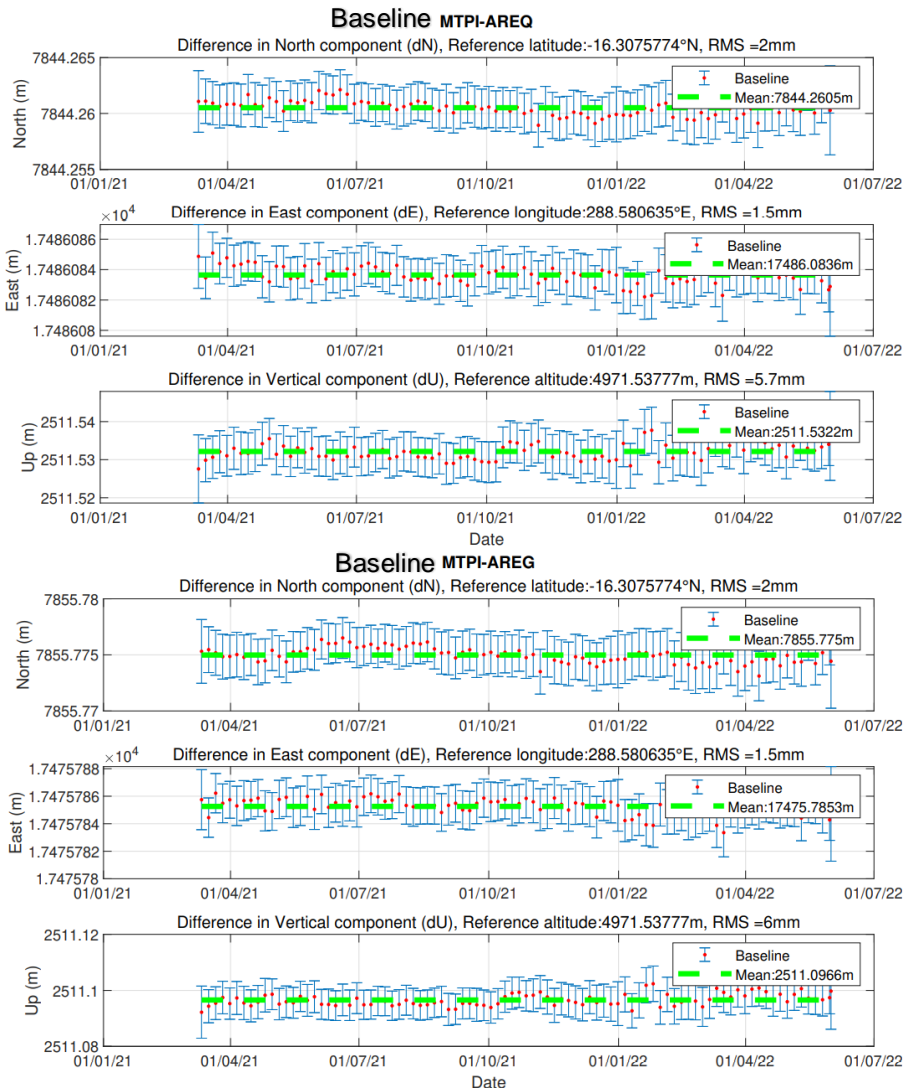 Baseline MTPI-AREQ
Difference in North component (dN), Reference latitude:-16.3075774°N, RMS =2mm
7844.265
7844.26
7844.255
North (m)
Baseline
Mean:7844.2605m
01/01/21 01/04/21 01/07/21 01/10/21 01/01/22 01/04/22 01/07/22
×10⁴
Difference in East component (dE), Reference longitude:288.580635°E, RMS =1.5mm
1.7486086
1.7486084
1.7486082
1.748608
East (m)
Baseline
Mean:17486.0836m
01/01/21 01/04/21 01/07/21 01/10/21 01/01/22 01/04/22 01/07/22
Difference in Vertical component (dU), Reference altitude:4971.53777m, RMS =5.7mm
2511.54
2511.53
2511.52
Up (m)
Baseline
Mean:2511.5322m
01/01/21 01/04/21 01/07/21 01/10/21 01/01/22 01/04/22 01/07/22
Date
Baseline MTPI-AREG
Difference in North component (dN), Reference latitude:-16.3075774°N, RMS =2mm
7855.78
7855.775
7855.77
North (m)
Baseline
Mean:7855.775m
01/01/21 01/04/21 01/07/21 01/10/21 01/01/22 01/04/22 01/07/22
×10⁴
Difference in East component (dE), Reference longitude:288.580635°E, RMS =1.5mm
1.7475788
1.7475786
1.7475784
1.7475782
1.747578
East (m)
Baseline
Mean:17475.7853m
01/01/21 01/04/21 01/07/21 01/10/21 01/01/22 01/04/22 01/07/22
Difference in Vertical component (dU), Reference altitude:4971.53777m, RMS =6mm
2511.12
2511.1
2511.08
Up (m)
Baseline
Mean:2511.0966m
01/01/21 01/04/21 01/07/21 01/10/21 01/01/22 01/04/22 01/07/22
Date